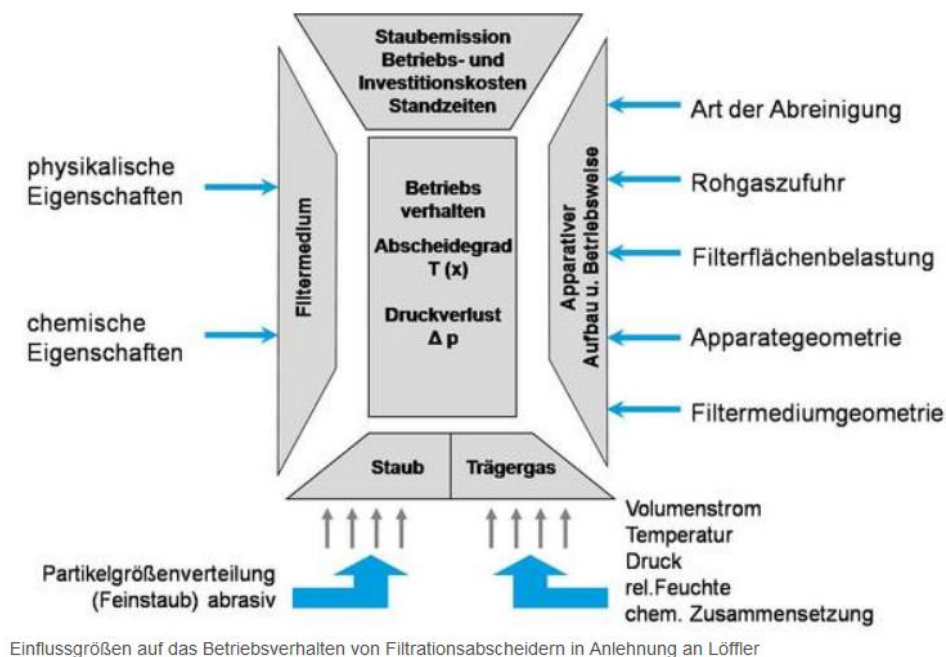 Staubemission
Betriebs- und
Investitionskosten
Standzeiten
physikalische
Eigenschaften
chemische
Eigenschaften
Filtermedium
Betriebs
verhalten
Abscheidegrad
T (x)
Druckverlust
Δ p
Apparativer
Aufbau u. Betriebsweise
Art der Abreinigung
Rohgaszufuhr
Filterflächenbelastung
Apparategeometrie
Filtermediumgeometrie
Staub
Trägergas
Partikelgrößenverteilung
(Feinstaub) abrasiv
Volumenstrom
Temperatur
Druck
rel.Feuchte
chem. Zusammensetzung
Einflussgrößen auf das Betriebsverhalten von Filtrationsabscheidern in Anlehnung an Löffler